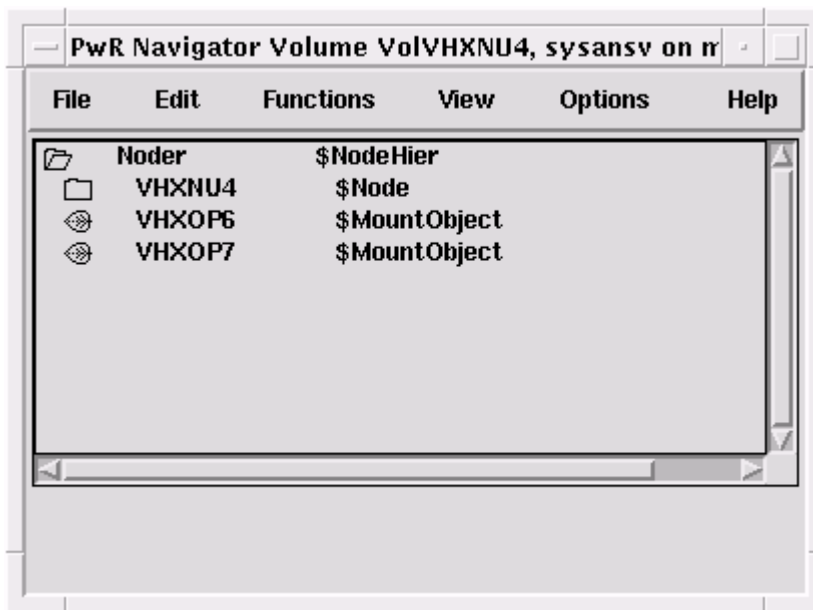 PwR Navigator Volume VolVHXNU4, sysansv on m
File Edit Functions View Options Help
Noder $NodeHier
VHXNU4 $Node
VHXOP6 $MountObject
VHXOP7 $MountObject